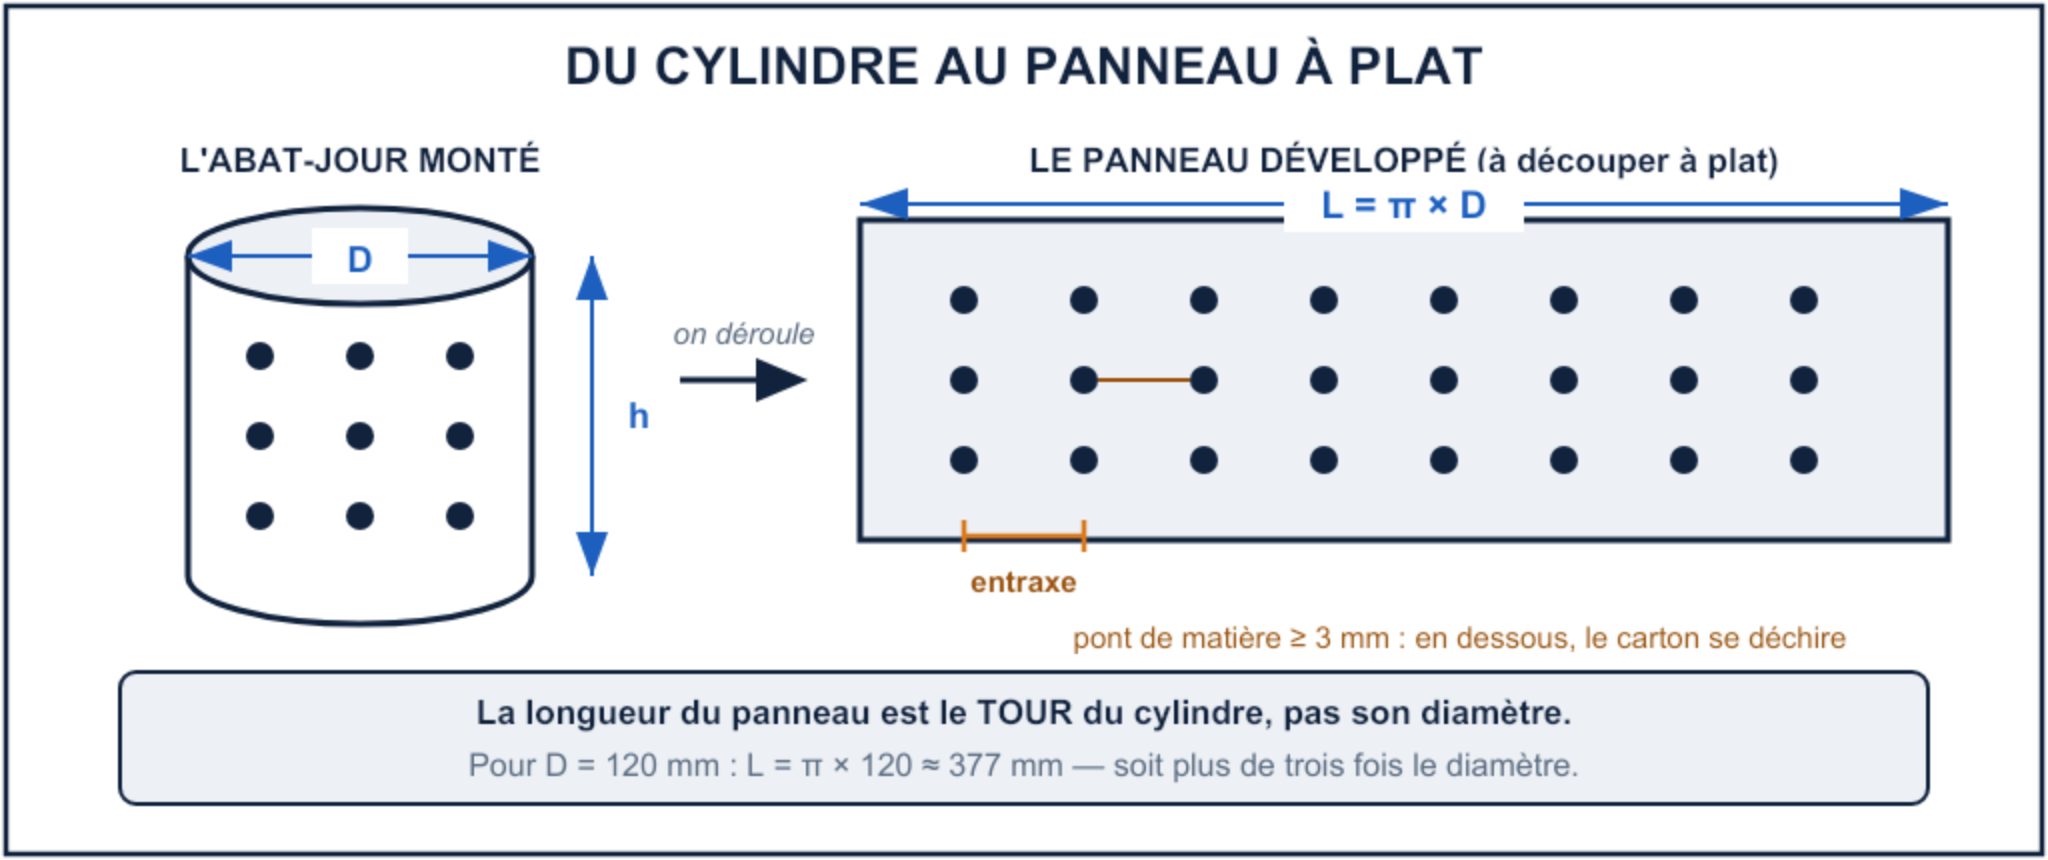 DU CYLINDRE AU PANNEAU À PLAT
L'ABAT-JOUR MONTÉ
D
h
on déroule
LE PANNEAU DÉVELOPPÉ (à découper à plat)
L = π × D
entraxe
pont de matière ≥ 3 mm : en dessous, le carton se déchire
La longueur du panneau est le TOUR du cylindre, pas son diamètre.
Pour D = 120 mm : L = π × 120 ≈ 377 mm — soit plus de trois fois le diamètre.